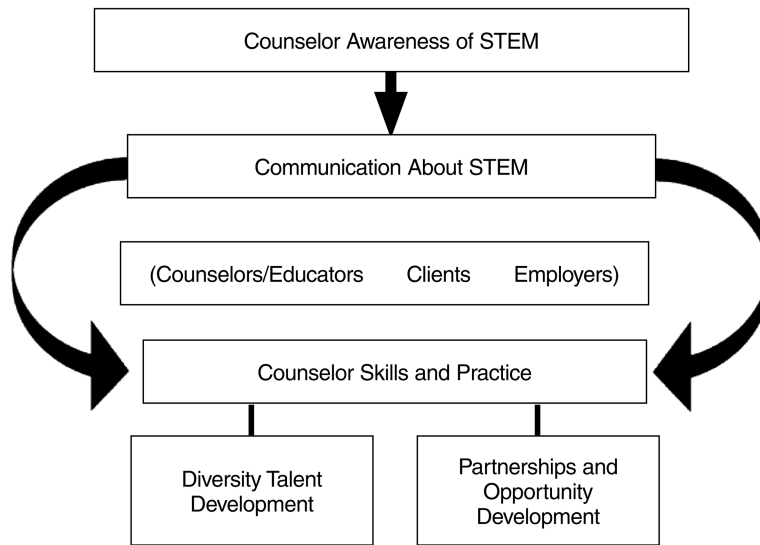 Counselor Awareness of STEM
Communication About STEM
(Counselors/Educators Clients Employers)
Counselor Skills and Practice
Diversity Talent
Development
Partnerships and
Opportunity
Development